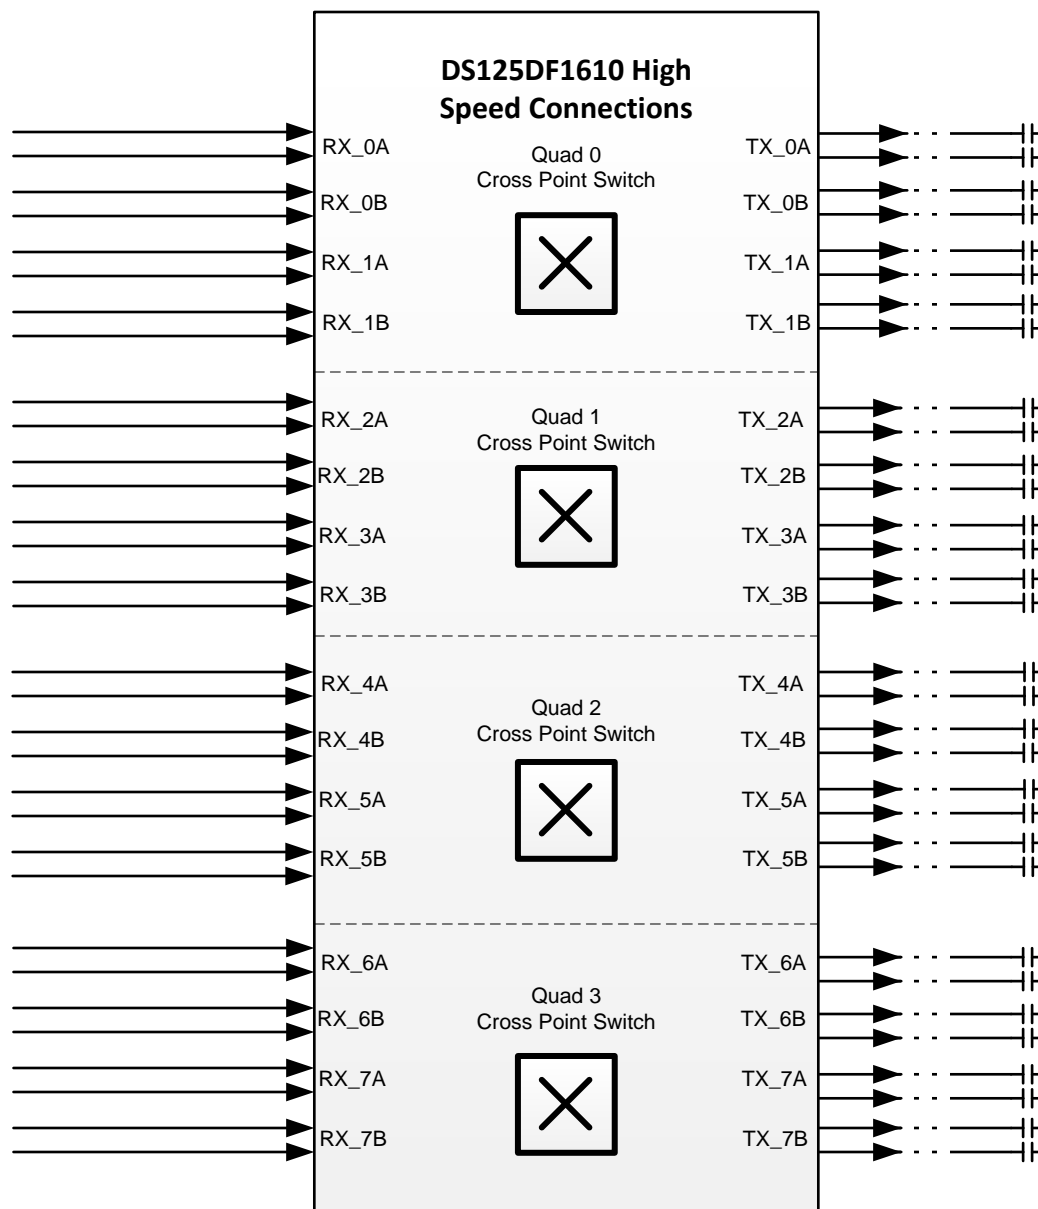 DS125DF1610 High
Speed Connections
RX_0A
Quad 0
Cross Point Switch
TX_0A
RX_0B
TX_0B
RX_1A
TX_1A
RX_1B
TX_1B
RX_2A
Quad 1
Cross Point Switch
TX_2A
RX_2B
TX_2B
RX_3A
TX_3A
RX_3B
TX_3B
RX_4A
Quad 2
Cross Point Switch
TX_4A
RX_4B
TX_4B
RX_5A
TX_5A
RX_5B
TX_5B
RX_6A
Quad 3
Cross Point Switch
TX_6A
RX_6B
TX_6B
RX_7A
TX_7A
RX_7B
TX_7B